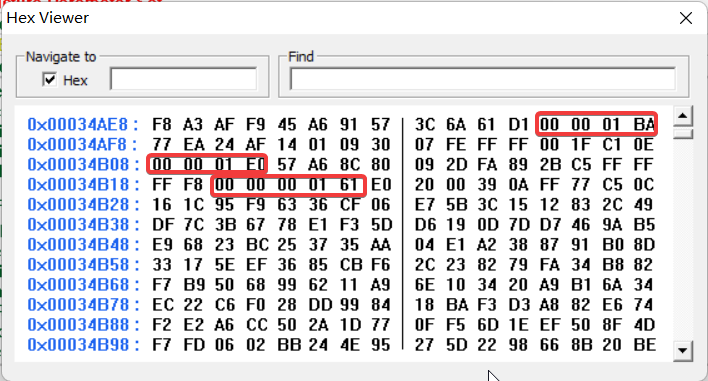 Hex Viewer
Navigate to
Hex
Find
0x00034AE8 : F8 A3 AF F9 45 A6 91 57 3C 6A 61 D1 00 00 01 BA
0x00034AF8 : 77 EA 24 AF 14 01 09 30 07 FE FF FF 00 1F C1 0E
0x00034B08 : 00 00 01 E0 57 A6 8C 80 09 2D FA 89 2B C5 FF FF
0x00034B18 : FF F8 00 00 00 01 61 E0 20 00 39 0A FF 77 C5 0C
0x00034B28 : 16 1C 95 F9 63 36 CF 06 E7 5B 3C 15 12 83 2C 49
0x00034B38 : DF 7C 3B 67 78 E1 F3 5D D6 19 0D 7D D7 46 9A B5
0x00034B48 : E9 68 23 BC 25 37 35 AA 04 E1 A2 38 87 91 B0 8D
0x00034B58 : 33 17 5E EF 36 85 CB F6 2C 23 82 79 FA 34 B8 82
0x00034B68 : F7 B9 50 68 99 62 11 A9 6E 10 34 20 A9 B1 6A 34
0x00034B78 : EC 22 C6 F0 28 DD 99 84 18 BA F3 D3 A8 82 E6 74
0x00034B88 : F2 E2 A6 CC 50 2A 1D 77 0F F5 6D 1E EF 50 8F 4D
0x00034B98 : F7 FD 06 02 BB 24 4E 95 27 5D 22 98 66 8B 20 BE